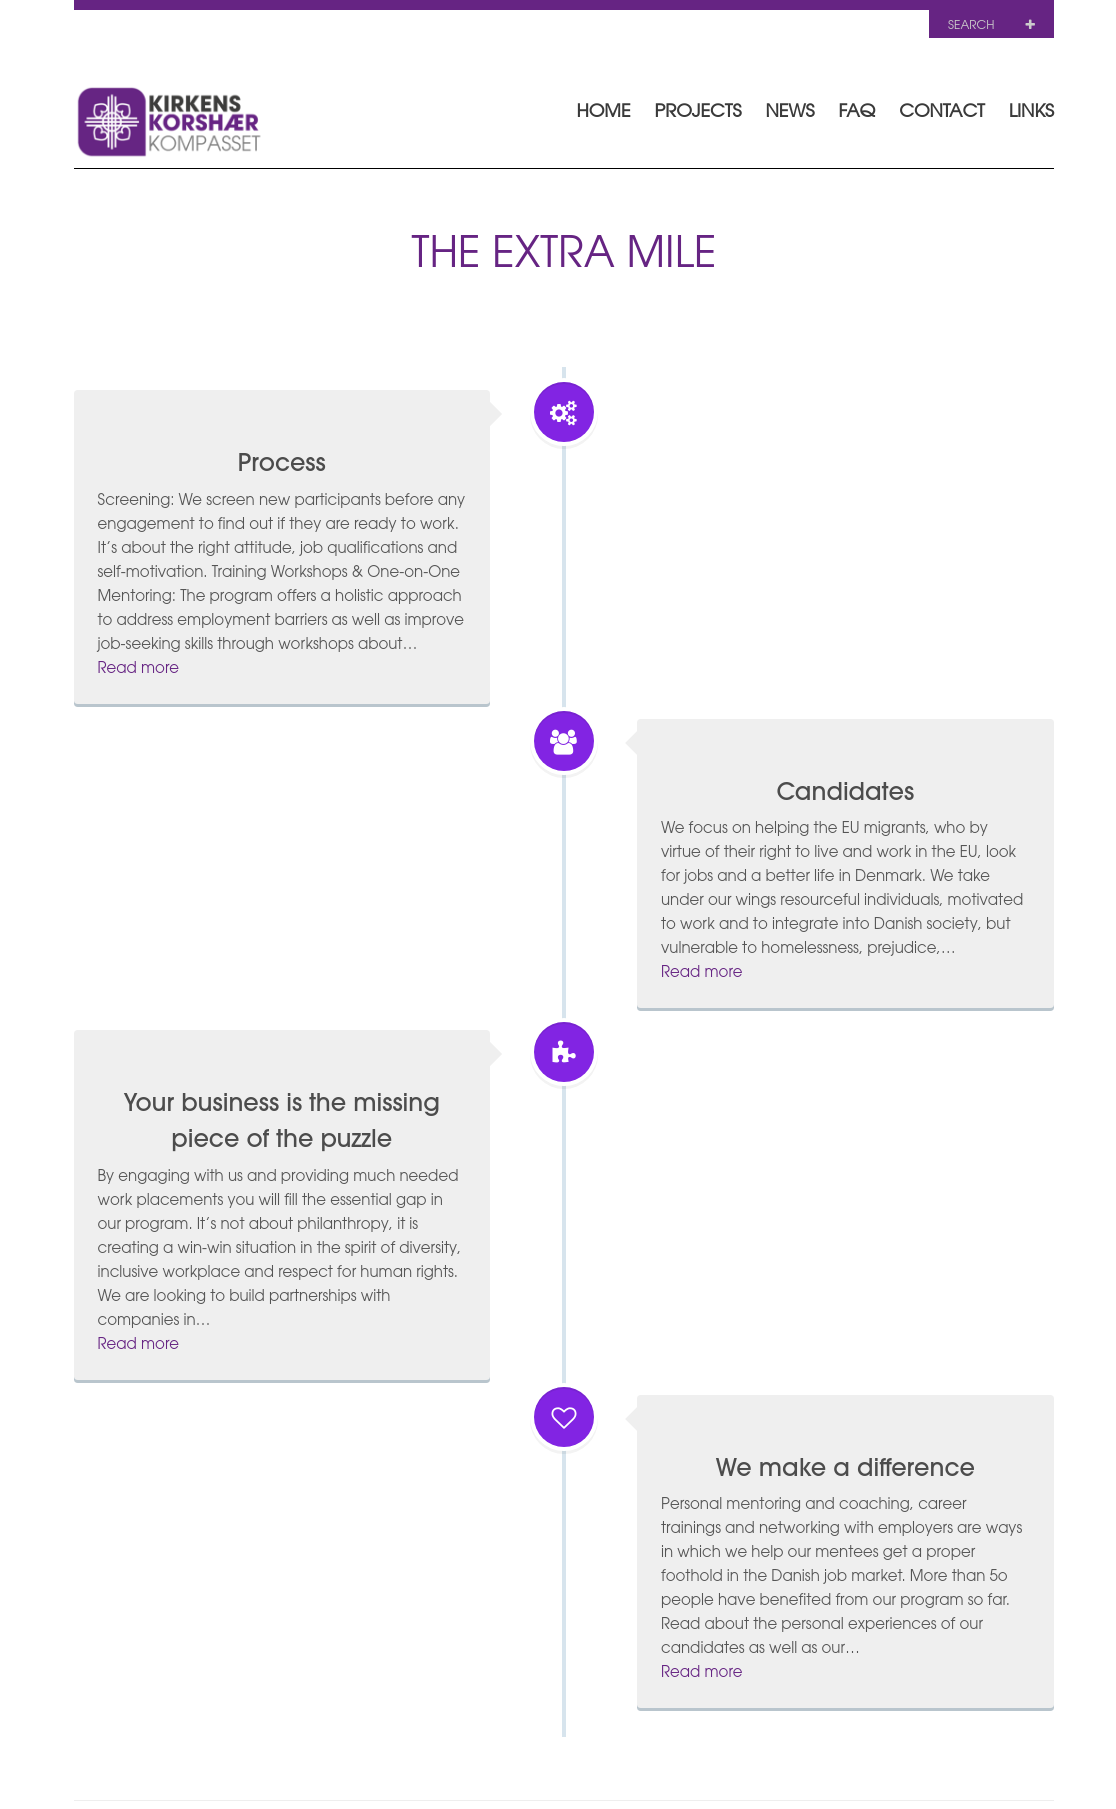 SEARCH
KIRKENS
KORSHÆR
KOMPASSET
HOME PROJECTS NEWS FAQ CONTACT LINKS
THE EXTRA MILE
Process
Screening: We screen new participants before any
engagement to find out if they are ready to work.
It’s about the right attitude, job qualifications and
self-motivation. Training Workshops & One-on-One
Mentoring: The program offers a holistic approach
to address employment barriers as well as improve
job-seeking skills through workshops about…
Read more
Candidates
We focus on helping the EU migrants, who by
virtue of their right to live and work in the EU, look
for jobs and a better life in Denmark. We take
under our wings resourceful individuals, motivated
to work and to integrate into Danish society, but
vulnerable to homelessness, prejudice,…
Read more
Your business is the missing
piece of the puzzle
By engaging with us and providing much needed
work placements you will fill the essential gap in
our program. It’s not about philanthropy, it is
creating a win-win situation in the spirit of diversity,
inclusive workplace and respect for human rights.
We are looking to build partnerships with
companies in…
Read more
We make a difference
Personal mentoring and coaching, career
trainings and networking with employers are ways
in which we help our mentees get a proper
foothold in the Danish job market. More than 50
people have benefited from our program so far.
Read about the personal experiences of our
candidates as well as our…
Read more